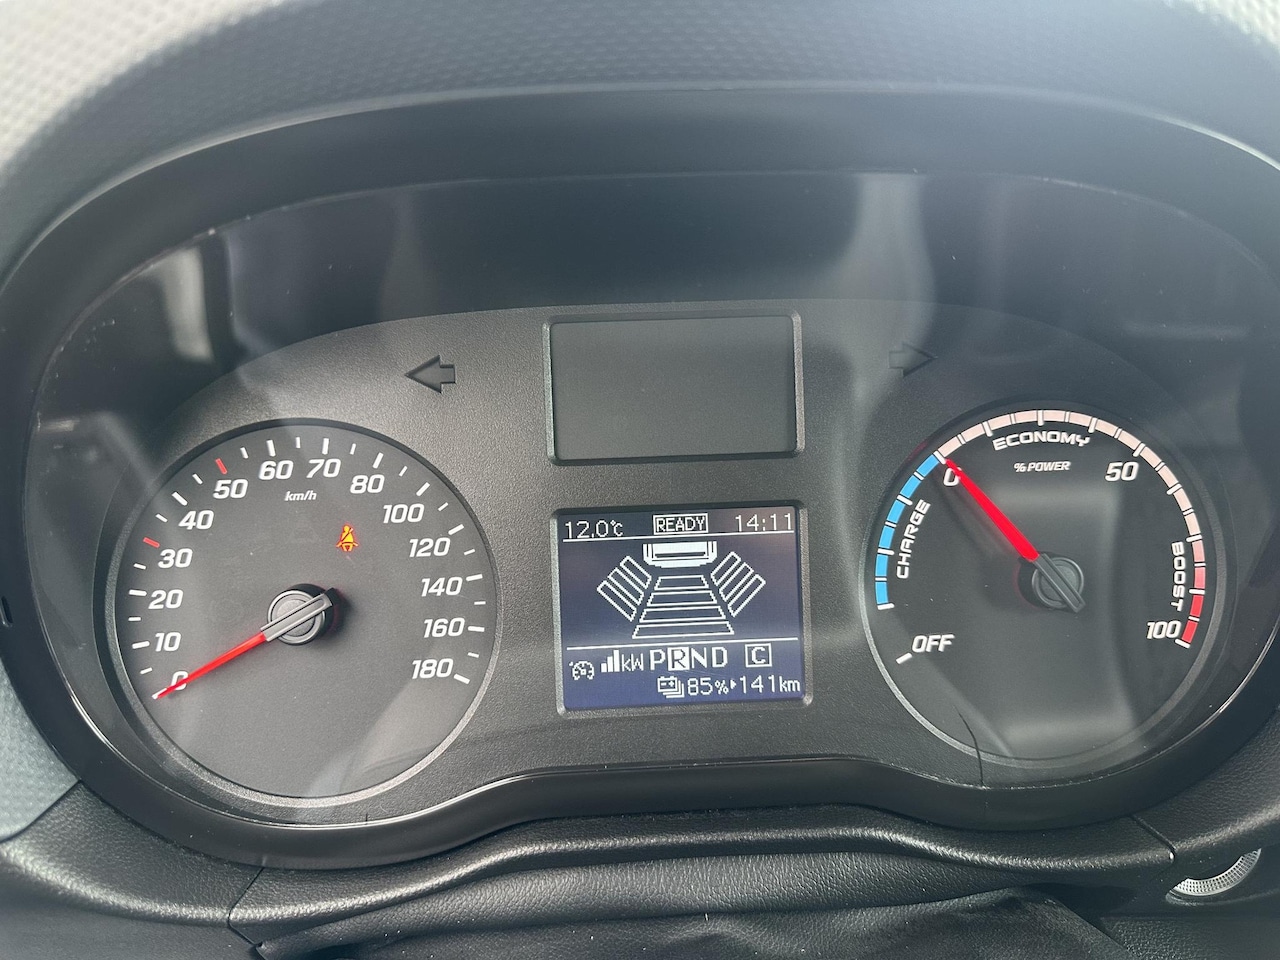 0
10
20
30
40
50
60
70
80
100
120
140
160
180
km/h
12.0°C READY 14:11
kW PRND C
85% 141km
OFF
CHARGE
0
ECONOMY
% POWER
50
BOOST
100